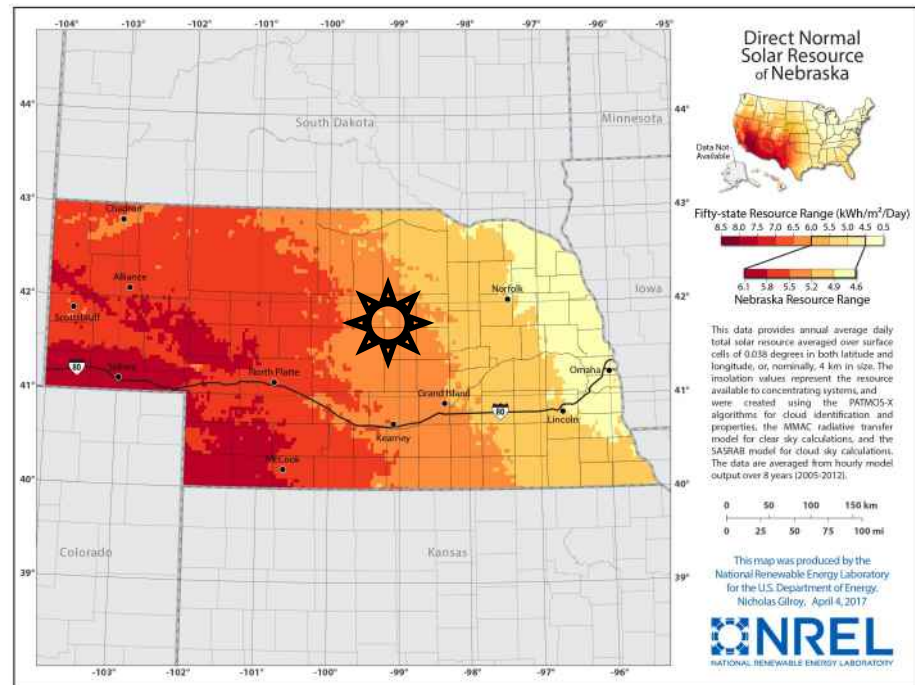 -104° -103° -102° -101° -100° -99° -98° -97° -96°
Direct Normal
Solar Resource
of Nebraska
44° 44°
South Dakota
Minnesota
Data Not
Available
43° 43°
Chadron
Fifty-state Resource Range (kWh/m²/Day)
8.5 8.0 7.5 7.0 6.5 6.0 5.5 5.0 4.5 0.5
Alliance
42° 42°
Norfolk
Iowa
6.1 5.8 5.5 5.2 4.9 4.6
Nebraska Resource Range
Scottsbluff
This data provides annual average daily
total solar resource averaged over surface
cells of 0.038 degrees in both latitude and
longitude, or, nominally, 4 km in size. The
insolation values represent the resource
available to concentrating systems, and
were created using the PATMOS-X
algorithms for cloud identification and
properties, the MMAC radiative transfer
model for clear sky calculations, and the
SASRAB model for cloud sky calculations.
The data are averaged from hourly model
output over 8 years (2005-2012).
80
41° 41°
North Platte
Omaha
Grand Island
80
Lincoln
Kearney
McCook
40° 40°
0 50 100 150 km
0 25 50 75 100 mi
Colorado
Kansas
39° 39°
This map was produced by the
National Renewable Energy Laboratory
for the U.S. Department of Energy.
Nicholas Gilroy, April 4, 2017
NREL
NATIONAL RENEWABLE ENERGY LABORATORY
-103° -102° -101° -100° -99° -98° -97° -96°